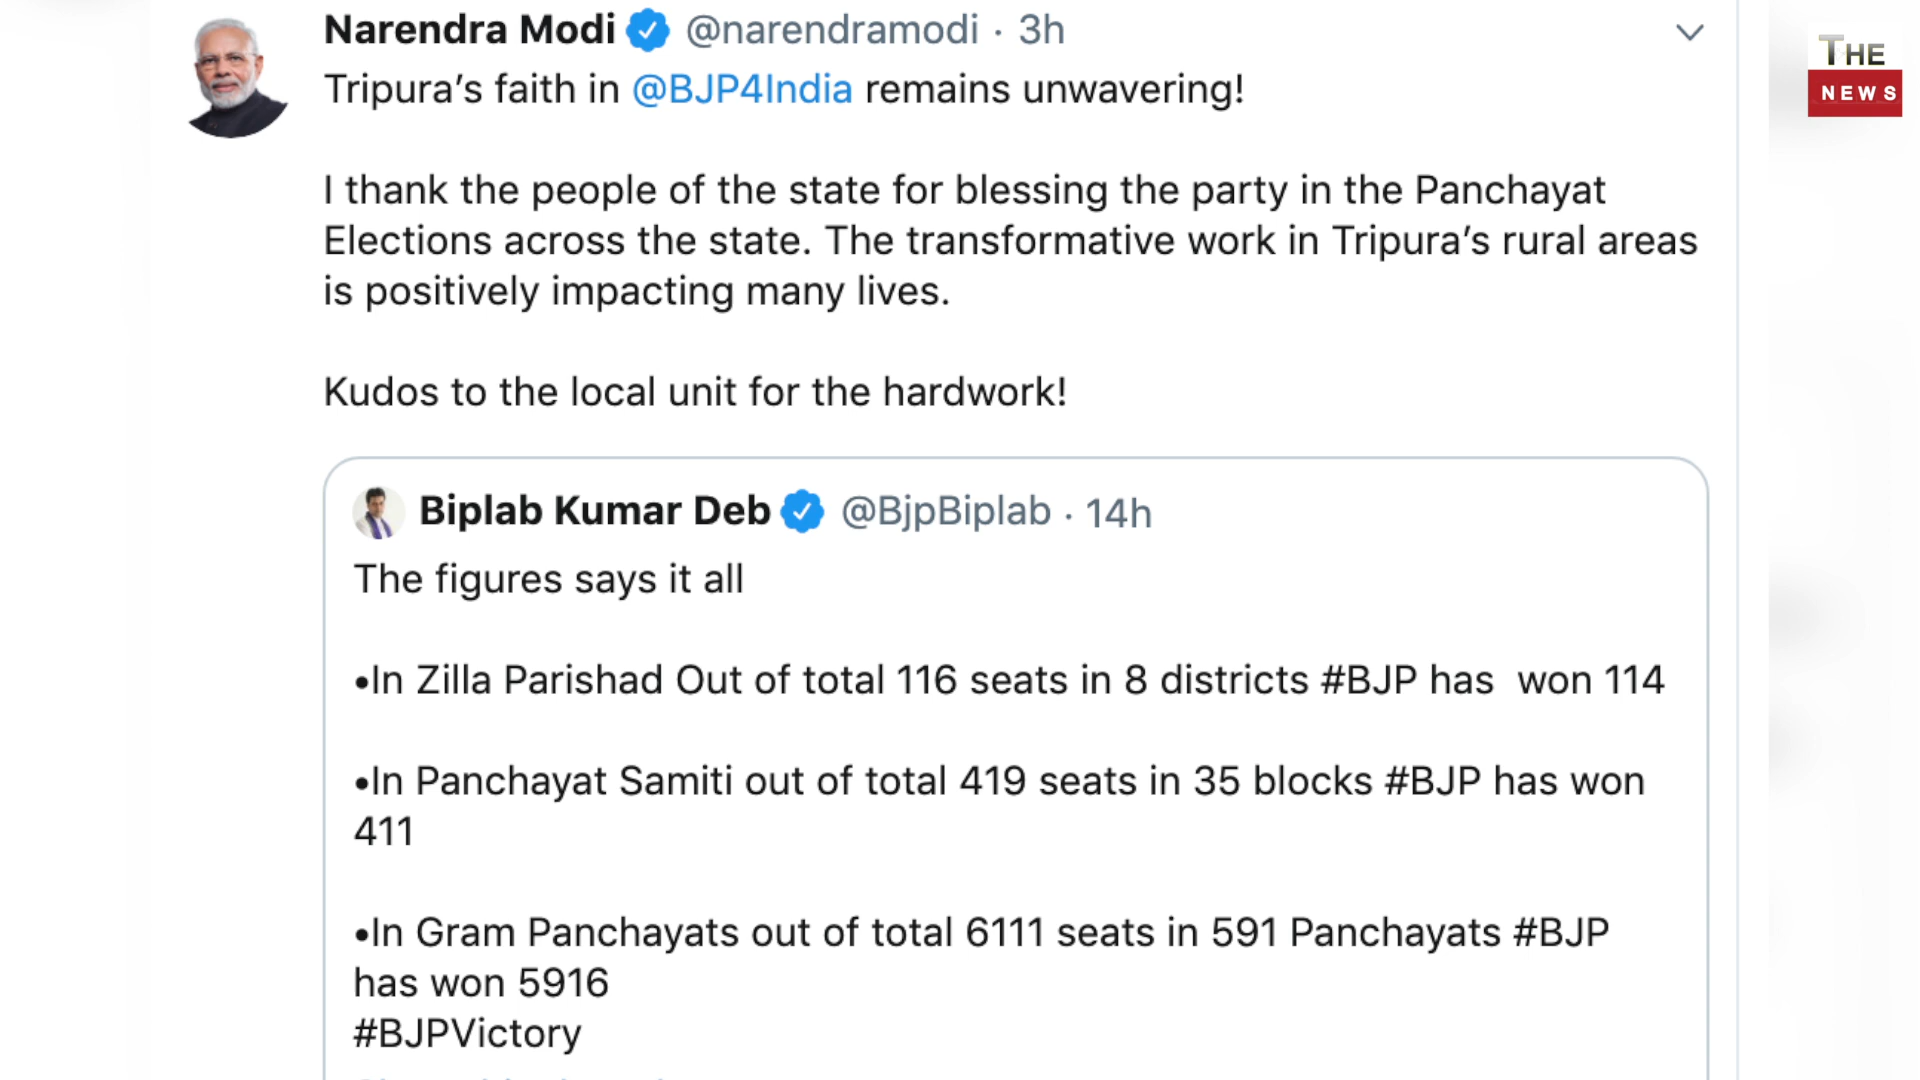 Narendra Modi @narendramodi · 3h
THE
NEWS
Tripura’s faith in @BJP4India remains unwavering!
I thank the people of the state for blessing the party in the Panchayat
Elections across the state. The transformative work in Tripura’s rural areas
is positively impacting many lives.
Kudos to the local unit for the hardwork!
Biplab Kumar Deb @BjpBiplab · 14h
The figures says it all
•In Zilla Parishad Out of total 116 seats in 8 districts #BJP has  won 114
•In Panchayat Samiti out of total 419 seats in 35 blocks #BJP has won
411
•In Gram Panchayats out of total 6111 seats in 591 Panchayats #BJP
has won 5916
#BJPVictory